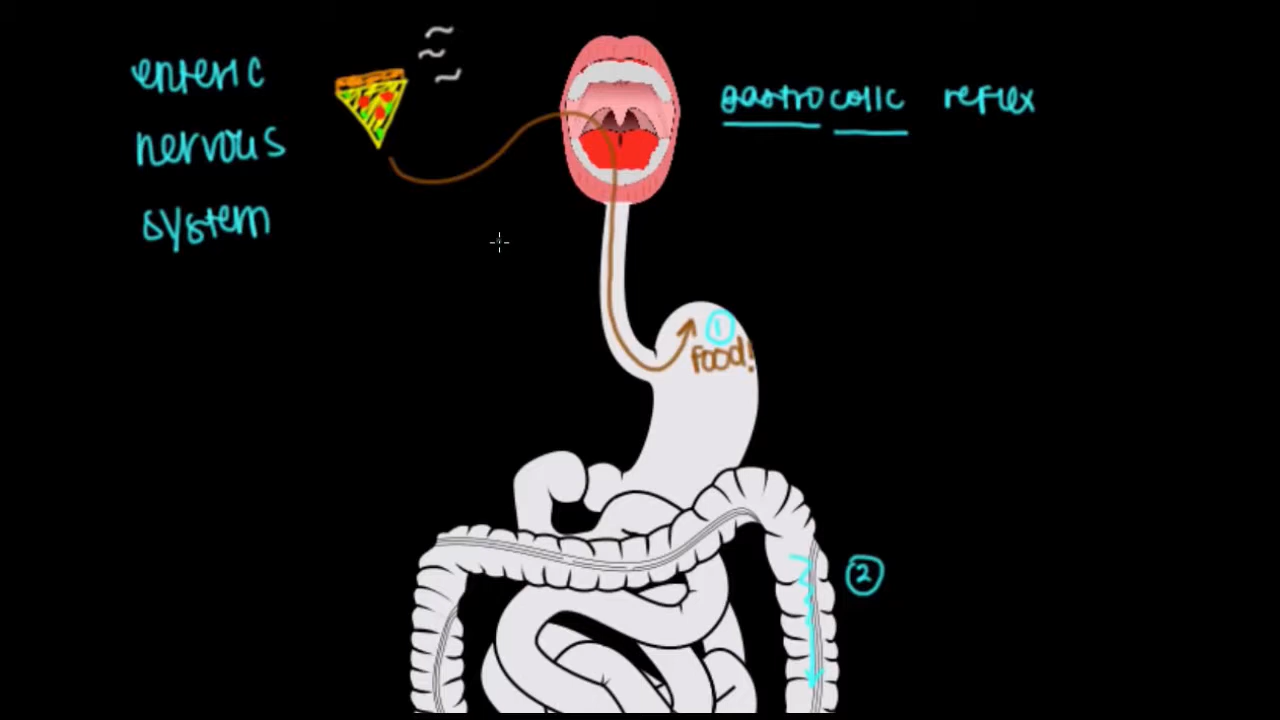 enteric
nervous
system
gastrocolic reflex
1
food!
2